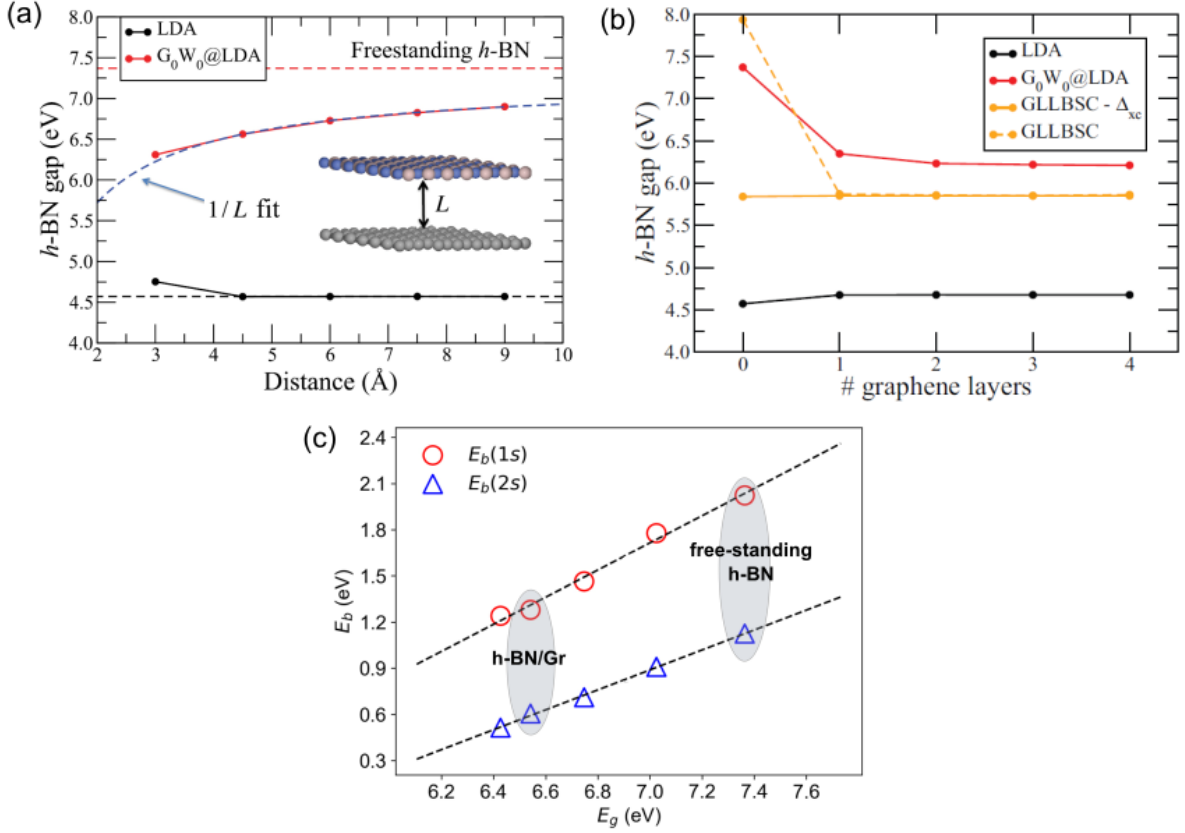 (a)
8.0
7.5
7.0
6.5
6.0
5.5
5.0
4.5
4.0
h-BN gap (eV)
LDA
G₀W₀@LDA
Freestanding h-BN
1/L fit
L
2 3 4 5 6 7 8 9 10
Distance (Å)
(b)
8.0
7.5
7.0
6.5
6.0
5.5
5.0
4.5
4.0
h-BN gap (eV)
LDA
G₀W₀@LDA
GLLBSC - Δxc
GLLBSC
0 1 2 3 4
# graphene layers
(c)
2.4
2.1
1.8
1.5
1.2
0.9
0.6
0.3
E_b (eV)
E_b(1s)
E_b(2s)
free-standing
h-BN
h-BN/Gr
6.2 6.4 6.6 6.8 7.0 7.2 7.4 7.6
E_g (eV)